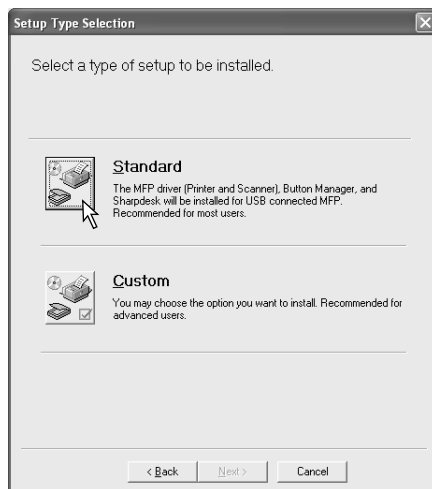 Setup Type Selection
Select a type of setup to be installed.
Standard
The MFP driver (Printer and Scanner), Button Manager, and
Sharpdesk will be installed for USB connected MFP.
Recommended for most users.
Custom
You may choose the option you want to install. Recommended for
advanced users.
< Back
Next >
Cancel